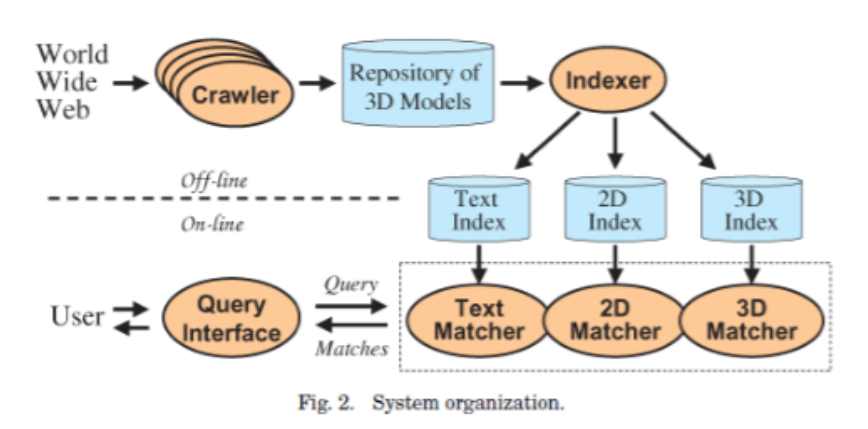 World
Wide
Web
Crawler
Repository of
3D Models
Indexer
Off-line
On-line
Text
Index
2D
Index
3D
Index
User
Query
Interface
Query
Matches
Text
Matcher
2D
Matcher
3D
Matcher
Fig. 2. System organization.